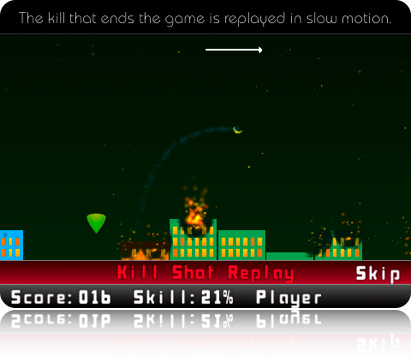 The kill that ends the game is replayed in slow motion.
Kill Shot Replay Skip
Score:016 Skill:21% Player